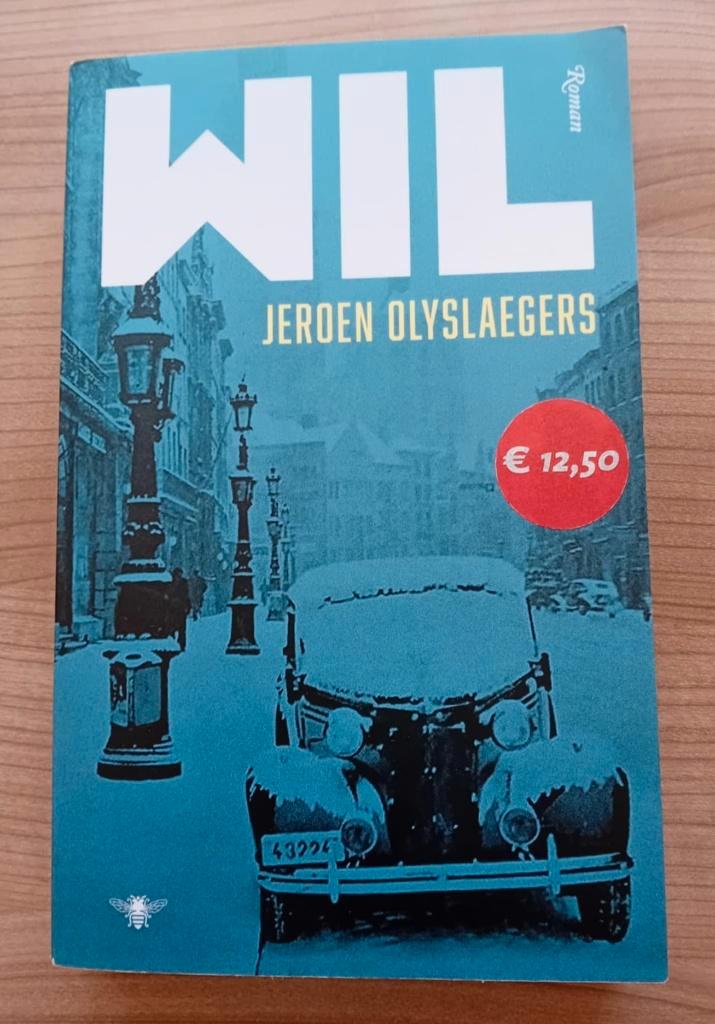 WIL
Roman
JEROEN OLYSLAEGERS
€ 12,50